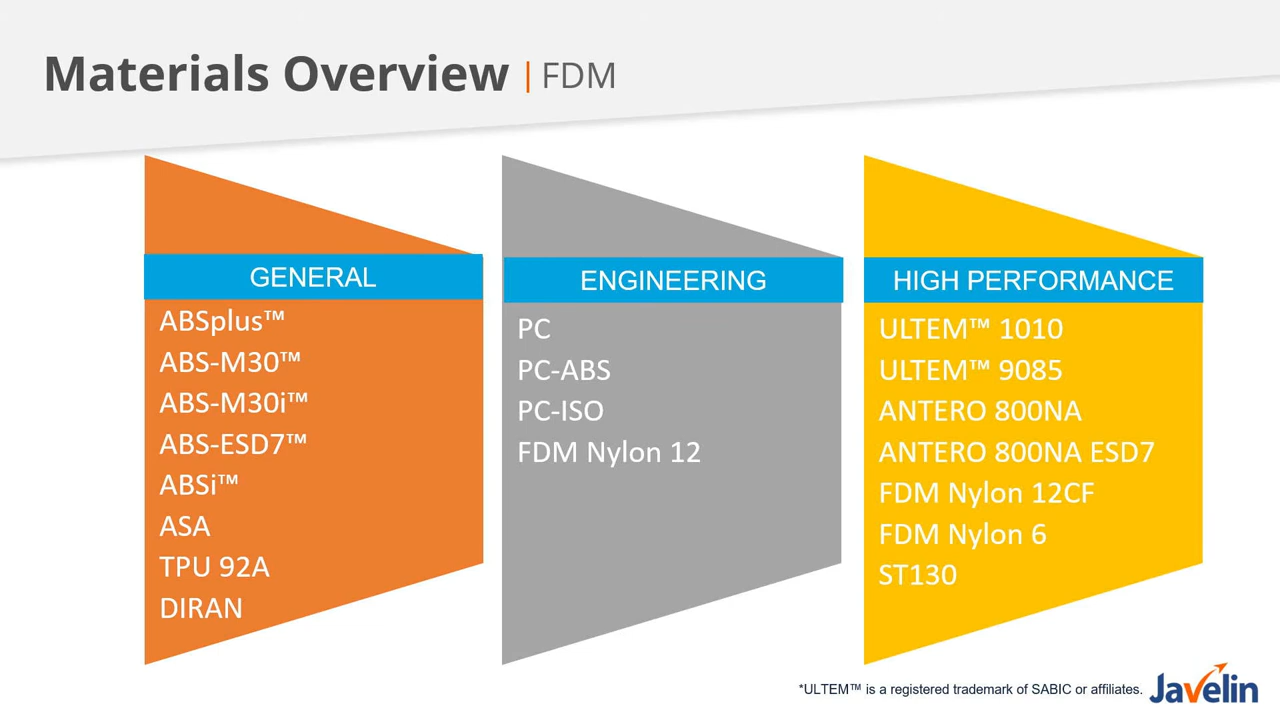 Materials Overview | FDM
GENERAL
ABSplus™
ABS-M30™
ABS-M30i™
ABS-ESD7™
ABSi™
ASA
TPU 92A
DIRAN
ENGINEERING
PC
PC-ABS
PC-ISO
FDM Nylon 12
HIGH PERFORMANCE
ULTEM™ 1010
ULTEM™ 9085
ANTERO 800NA
ANTERO 800NA ESD7
FDM Nylon 12CF
FDM Nylon 6
ST130
*ULTEM™ is a registered trademark of SABIC or affiliates.
Javelin